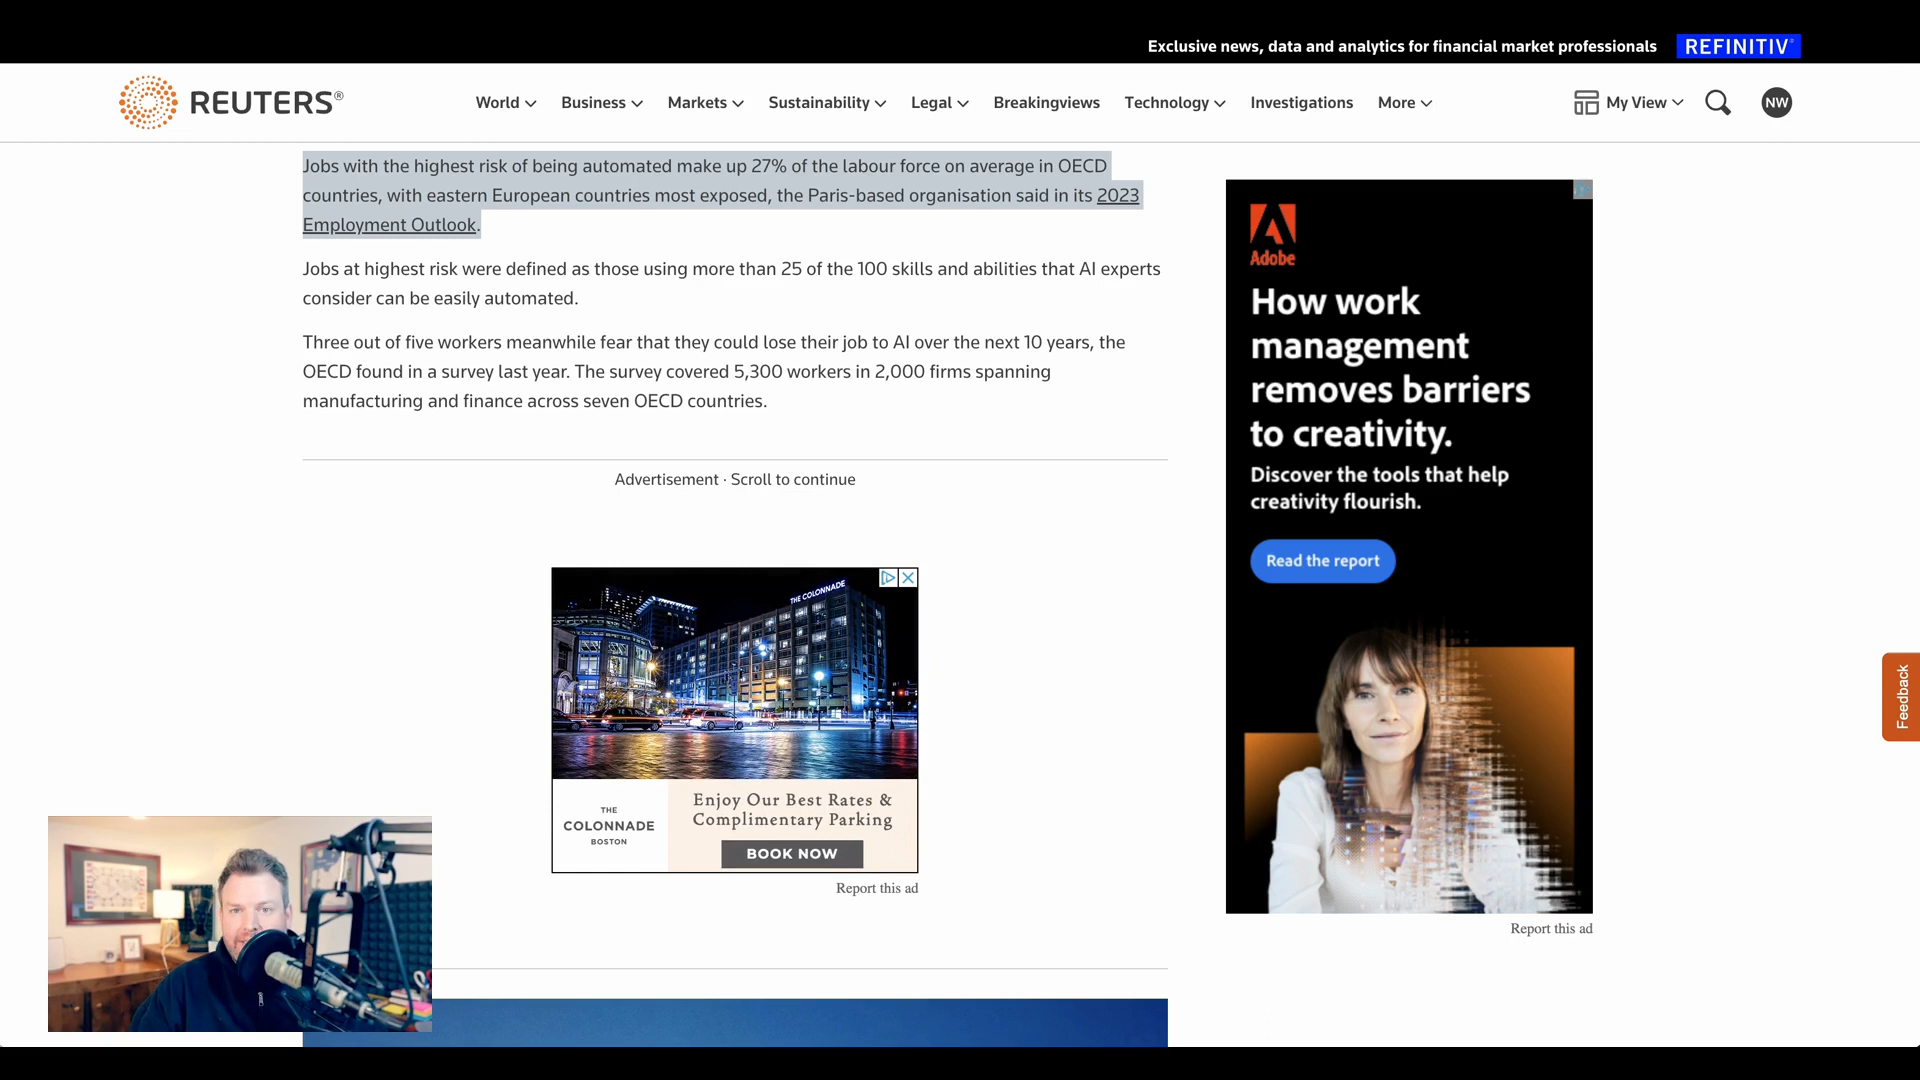 Exclusive news, data and analytics for financial market professionals REFINITIV
REUTERS®
World Business Markets Sustainability Legal Breakingviews Technology Investigations More
My View NW
Jobs with the highest risk of being automated make up 27% of the labour force on average in OECD
countries, with eastern European countries most exposed, the Paris-based organisation said in its 2023
Employment Outlook.
Jobs at highest risk were defined as those using more than 25 of the 100 skills and abilities that AI experts
consider can be easily automated.
Three out of five workers meanwhile fear that they could lose their job to AI over the next 10 years, the
OECD found in a survey last year. The survey covered 5,300 workers in 2,000 firms spanning
manufacturing and finance across seven OECD countries.
Advertisement · Scroll to continue
THE COLONNADE
THE
COLONNADE
BOSTON
Enjoy Our Best Rates &
Complimentary Parking
BOOK NOW
Report this ad
Adobe
How work
management
removes barriers
to creativity.
Discover the tools that help
creativity flourish.
Read the report
Report this ad
Feedback